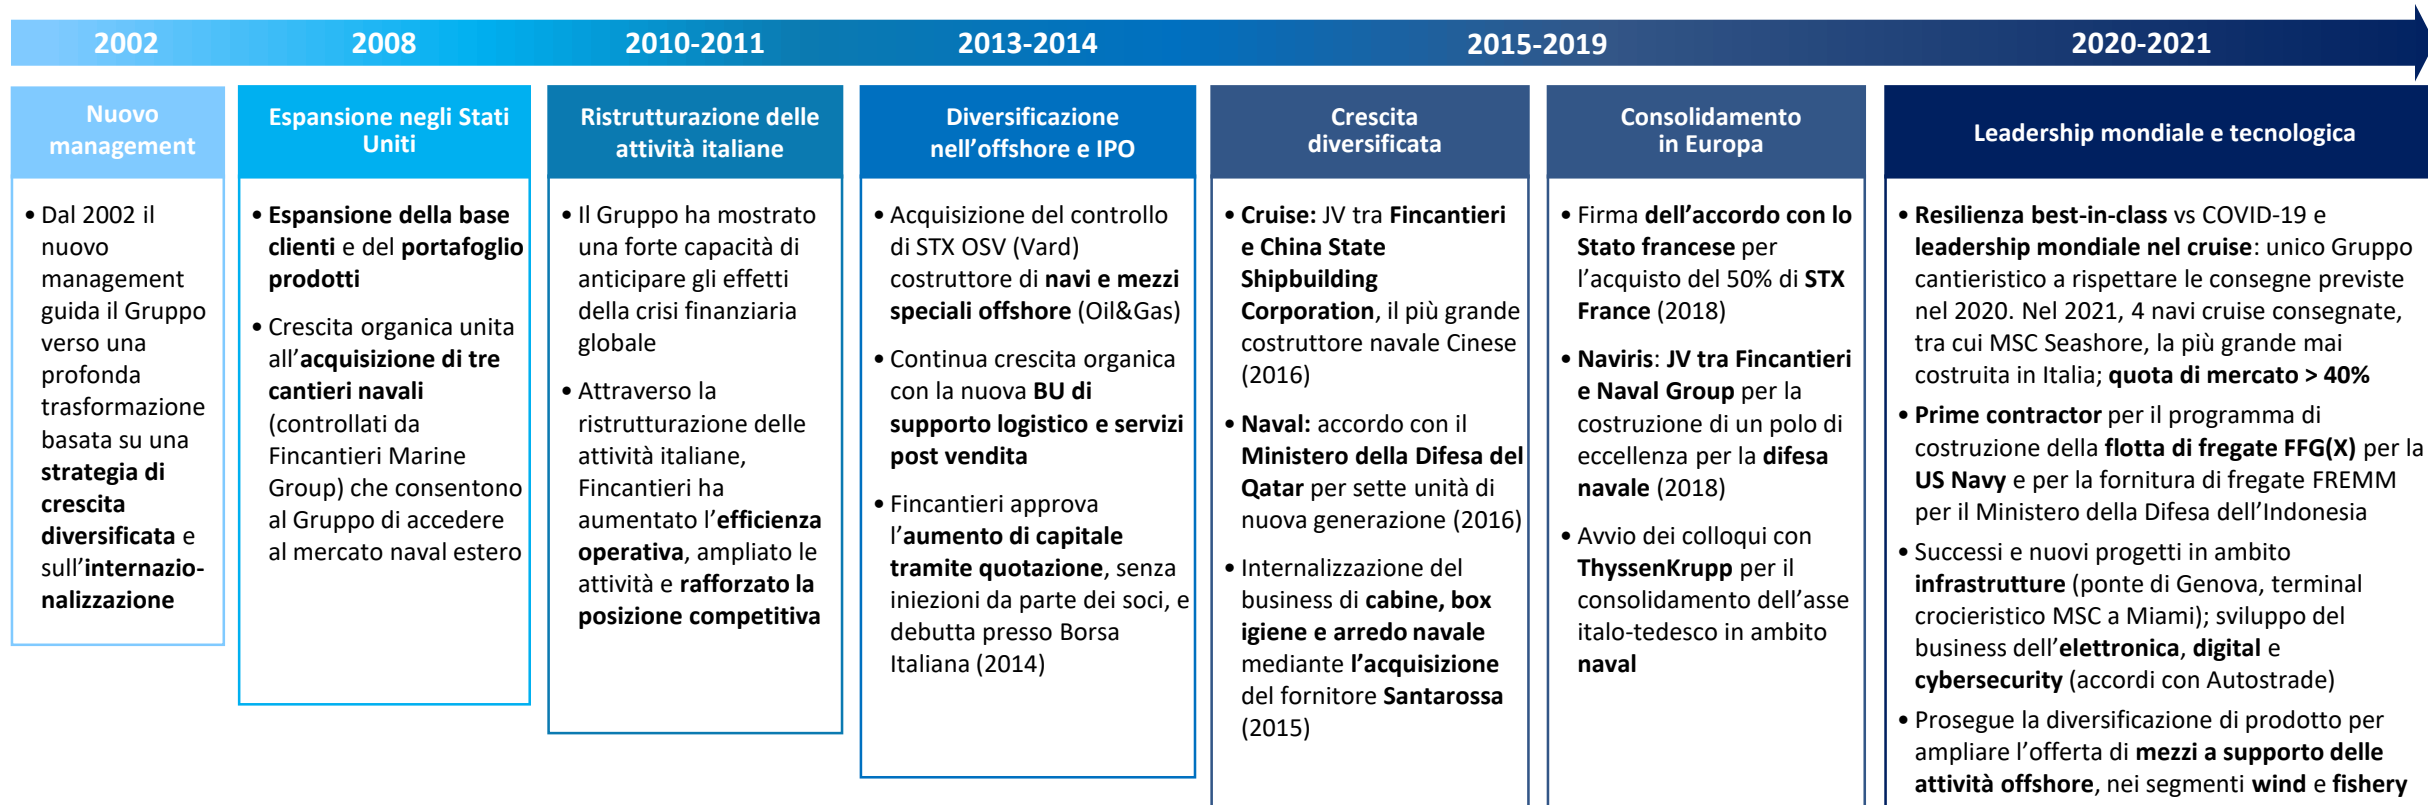 2002
2008
2010-2011
2013-2014
2015-2019
2020-2021
Nuovo
management
• Dal 2002 il
nuovo
management
guida il Gruppo
verso una
profonda
trasformazione
basata su una
strategia di
crescita
diversificata e
sull’internazio-
nalizzazione
Espansione negli Stati
Uniti
• Espansione della base
clienti e del portafoglio
prodotti
• Crescita organica unita
all’acquisizione di tre
cantieri navali
(controllati da
Fincantieri Marine
Group) che consentono
al Gruppo di accedere
al mercato naval estero
Ristrutturazione delle
attività italiane
• Il Gruppo ha mostrato
una forte capacità di
anticipare gli effetti
della crisi finanziaria
globale
• Attraverso la
ristrutturazione delle
attività italiane,
Fincantieri ha
aumentato l’efficienza
operativa, ampliato le
attività e rafforzato la
posizione competitiva
Diversificazione
nell’offshore e IPO
• Acquisizione del controllo
di STX OSV (Vard)
costruttore di navi e mezzi
speciali offshore (Oil&Gas)
• Continua crescita organica
con la nuova BU di
supporto logistico e servizi
post vendita
• Fincantieri approva
l’aumento di capitale
tramite quotazione, senza
iniezioni da parte dei soci, e
debutta presso Borsa
Italiana (2014)
Crescita
diversificata
• Cruise: JV tra Fincantieri
e China State
Shipbuilding
Corporation, il più grande
costruttore navale Cinese
(2016)
• Naval: accordo con il
Ministero della Difesa del
Qatar per sette unità di
nuova generazione (2016)
• Internalizzazione del
business di cabine, box
igiene e arredo navale
mediante l’acquisizione
del fornitore Santarossa
(2015)
Consolidamento
in Europa
• Firma dell’accordo con lo
Stato francese per
l’acquisto del 50% di STX
France (2018)
• Naviris: JV tra Fincantieri
e Naval Group per la
costruzione di un polo di
eccellenza per la difesa
navale (2018)
• Avvio dei colloqui con
ThyssenKrupp per il
consolidamento dell’asse
italo-tedesco in ambito
naval
Leadership mondiale e tecnologica
• Resilienza best-in-class vs COVID-19 e
leadership mondiale nel cruise: unico Gruppo
cantieristico a rispettare le consegne previste
nel 2020. Nel 2021, 4 navi cruise consegnate,
tra cui MSC Seashore, la più grande mai
costruita in Italia; quota di mercato > 40%
• Prime contractor per il programma di
costruzione della flotta di fregate FFG(X) per la
US Navy e per la fornitura di fregate FREMM
per il Ministero della Difesa dell’Indonesia
• Successi e nuovi progetti in ambito
infrastrutture (ponte di Genova, terminal
crocieristico MSC a Miami); sviluppo del
business dell’elettronica, digital e
cybersecurity (accordi con Autostrade)
• Prosegue la diversificazione di prodotto per
ampliare l’offerta di mezzi a supporto delle
attività offshore, nei segmenti wind e fishery